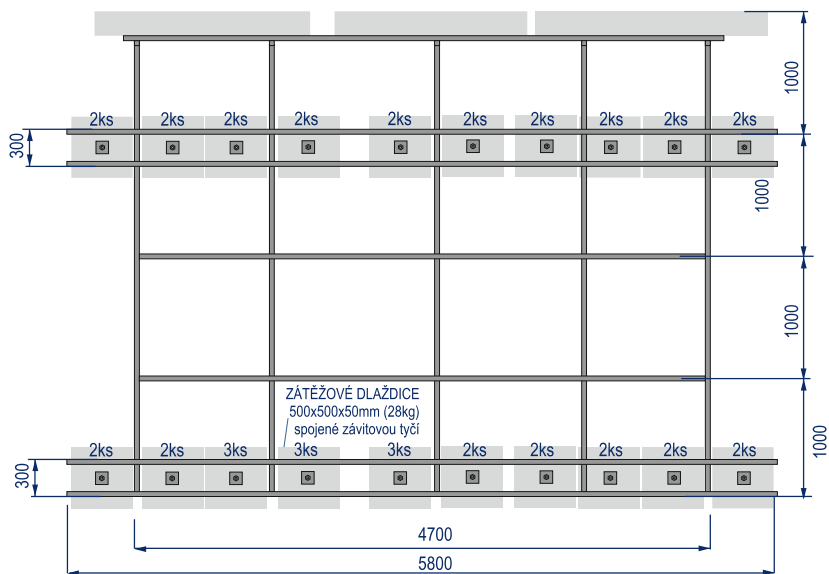 1000
2ks 2ks 2ks 2ks 2ks 2ks 2ks 2ks 2ks 2ks
300
1000
1000
ZÁTĚŽOVÉ DLAŽDICE
500x500x50mm (28kg)
spojené závitovou tyčí
1000
2ks 2ks 3ks 3ks 3ks 2ks 2ks 2ks 2ks 2ks
300
4700
5800